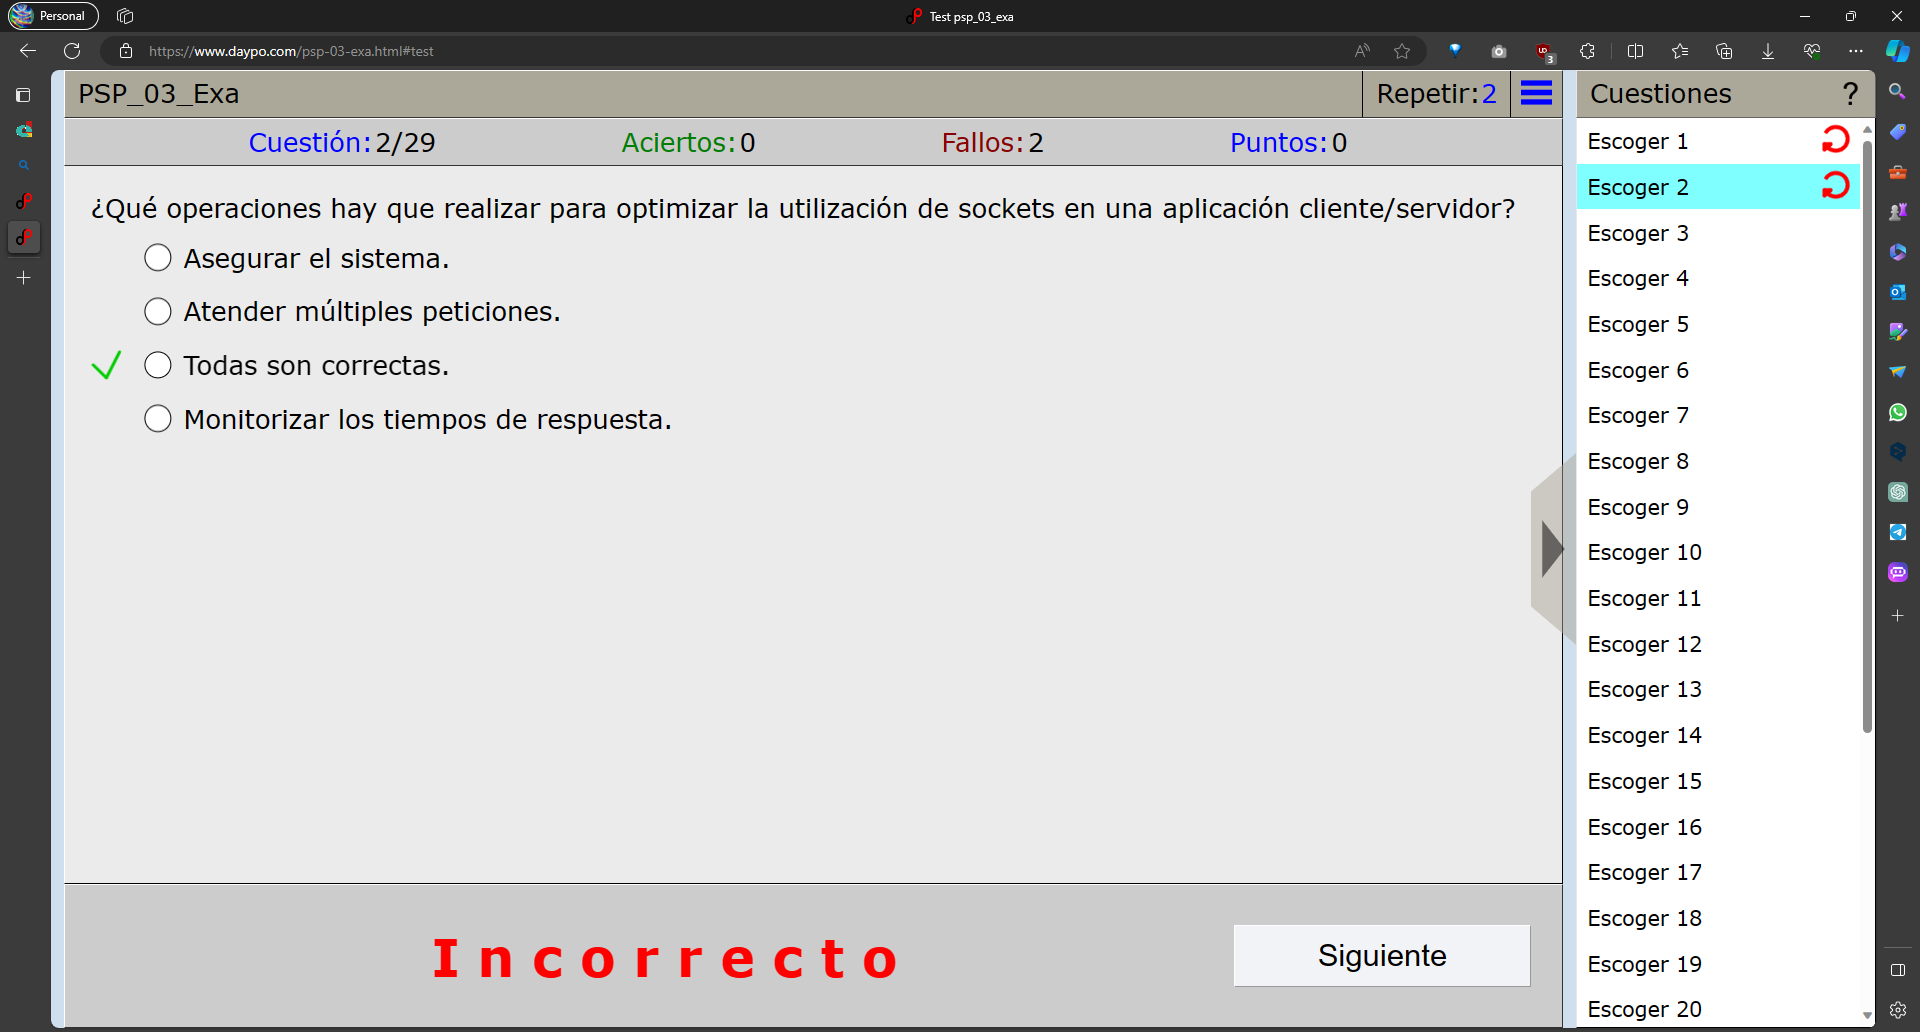 Personal
Test psp_03_exa
https://www.daypo.com/psp-03-exa.html#test
3
PSP_03_Exa
Repetir:2
Cuestiones
?
Cuestión:2/29
Aciertos:0
Fallos:2
Puntos:0
¿Qué operaciones hay que realizar para optimizar la utilización de sockets en una aplicación cliente/servidor?
Asegurar el sistema.
Atender múltiples peticiones.
Todas son correctas.
Monitorizar los tiempos de respuesta.
Incorrecto
Siguiente
Escoger 1
Escoger 2
Escoger 3
Escoger 4
Escoger 5
Escoger 6
Escoger 7
Escoger 8
Escoger 9
Escoger 10
Escoger 11
Escoger 12
Escoger 13
Escoger 14
Escoger 15
Escoger 16
Escoger 17
Escoger 18
Escoger 19
Escoger 20